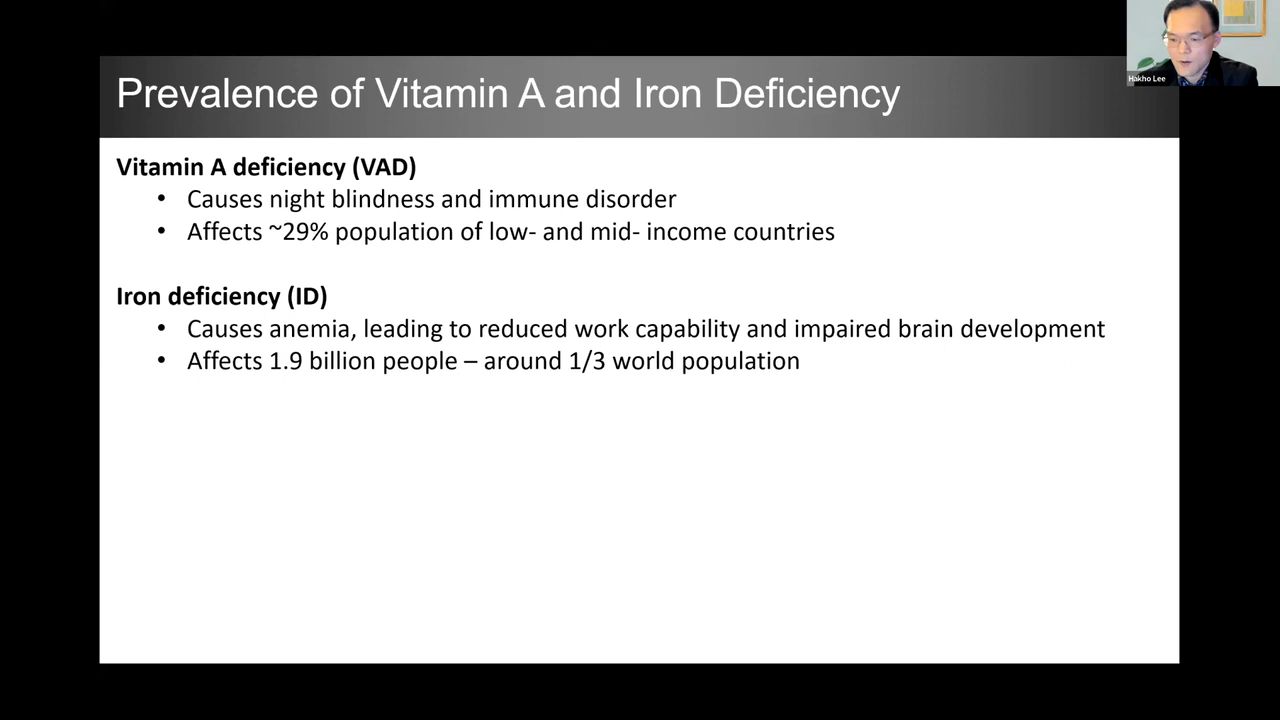 Hakho Lee
Prevalence of Vitamin A and Iron Deficiency
Vitamin A deficiency (VAD)
• Causes night blindness and immune disorder
• Affects ~29% population of low- and mid- income countries
Iron deficiency (ID)
• Causes anemia, leading to reduced work capability and impaired brain development
• Affects 1.9 billion people – around 1/3 world population